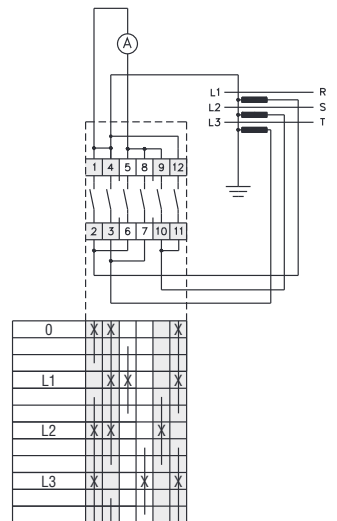 A
L1 R
L2 S
L3 T
1 4 5 8 9 12
2 3 6 7 10 11
0 X X X
L1 X X X
L2 X X X
L3 X X X